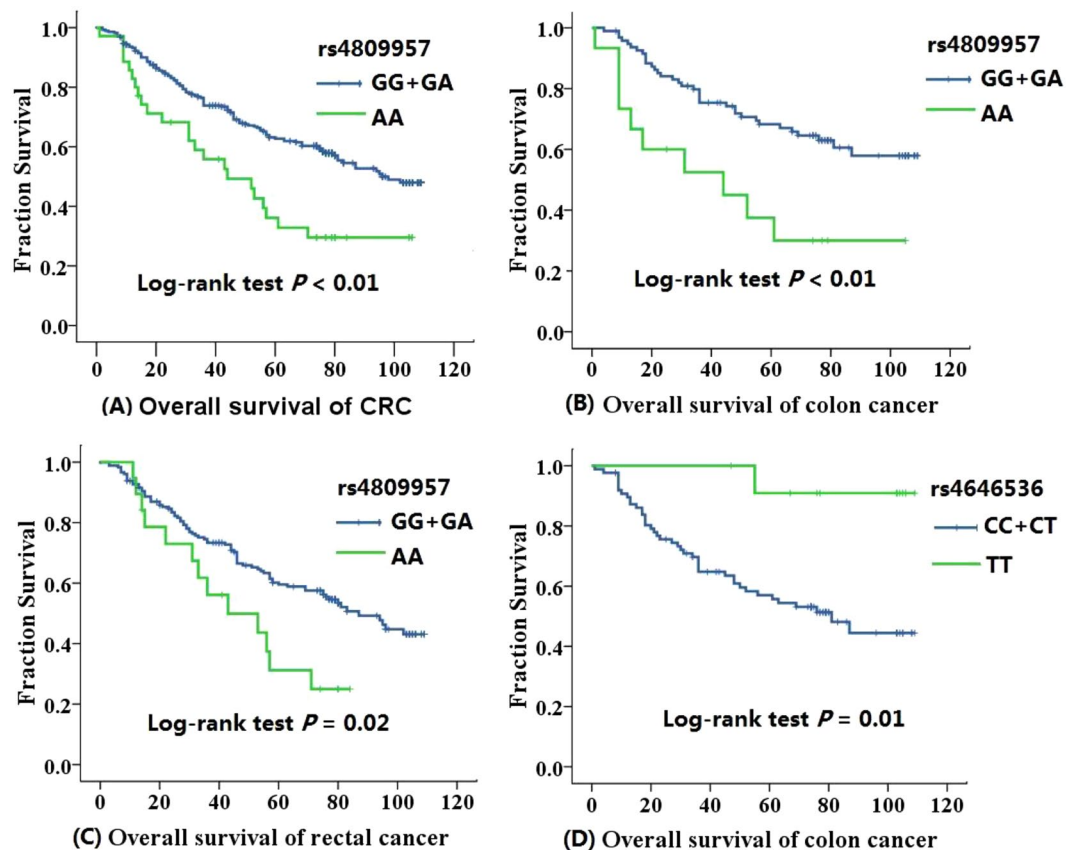 1.0
0.8
0.6
0.4
0.2
0.0
Fraction Survival
rs4809957
GG+GA
AA
Log-rank test P < 0.01
0 20 40 60 80 100 120
(A) Overall survival of CRC
1.0
0.8
0.6
0.4
0.2
0.0
Fraction Survival
rs4809957
GG+GA
AA
Log-rank test P < 0.01
0 20 40 60 80 100 120
(B) Overall survival of colon cancer
1.0
0.8
0.6
0.4
0.2
0.0
Fraction Survival
rs4809957
GG+GA
AA
Log-rank test P = 0.02
0 20 40 60 80 100 120
(C) Overall survival of rectal cancer
1.0
0.8
0.6
0.4
0.2
0.0
Fraction Survival
rs4646536
CC+CT
TT
Log-rank test P = 0.01
0 20 40 60 80 100 120
(D) Overall survival of colon cancer